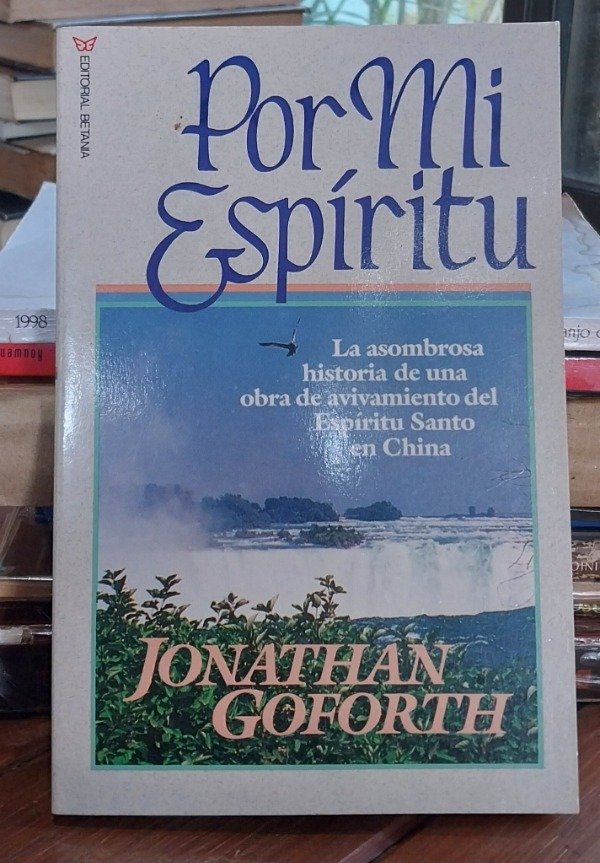 EDITORIAL BETANIA
Por Mi
Espíritu
La asombrosa
historia de una
obra de avivamiento del
Espíritu Santo
en China
JONATHAN
GOFORTH
1998